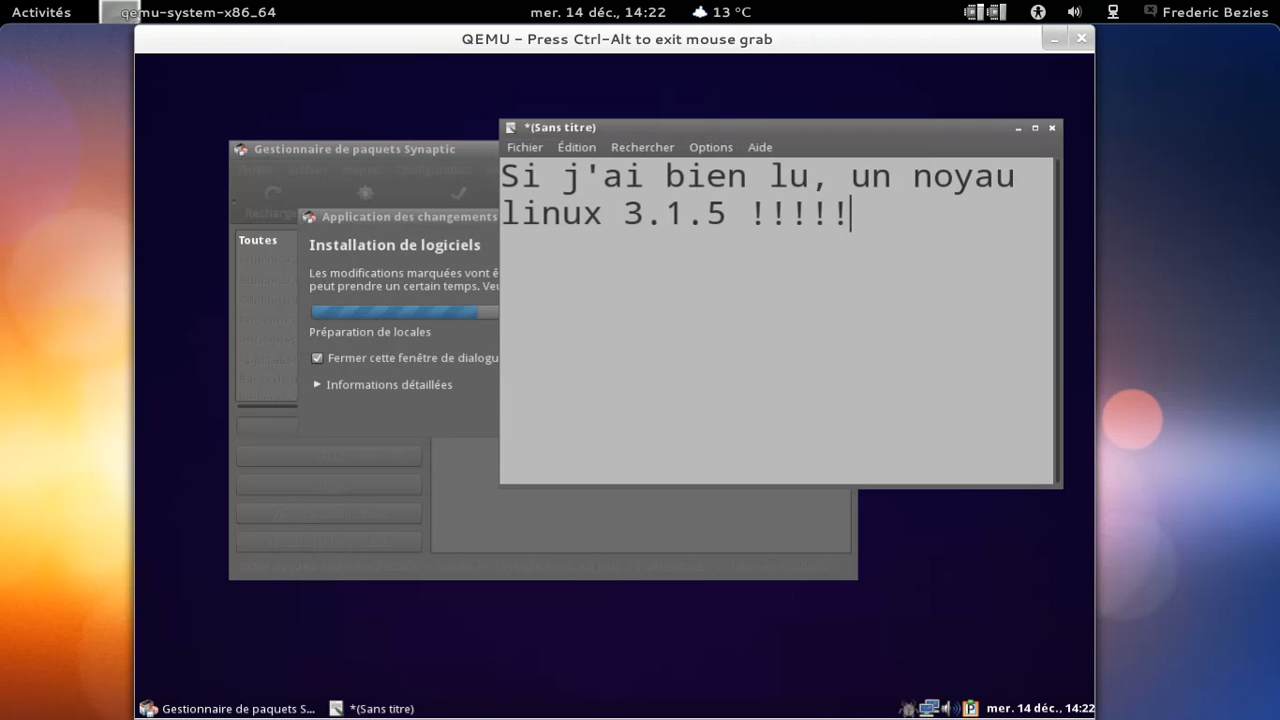 Activités
qemu-system-x86_64
mer. 14 déc., 14:22
13 °C
Frederic Bezies
QEMU - Press Ctrl-Alt to exit mouse grab
Gestionnaire de paquets Synaptic
Toutes
Application des changements
Installation de logiciels
Les modifications marquées vont ê
peut prendre un certain temps. Veu
Préparation de locales
Fermer cette fenêtre de dialogu
Informations détaillées
*(Sans titre)
Fichier Édition Rechercher Options Aide
Si j'ai bien lu, un noyau
linux 3.1.5 !!!!!
Gestionnaire de paquets S...
*(Sans titre)
mer. 14 déc., 14:22